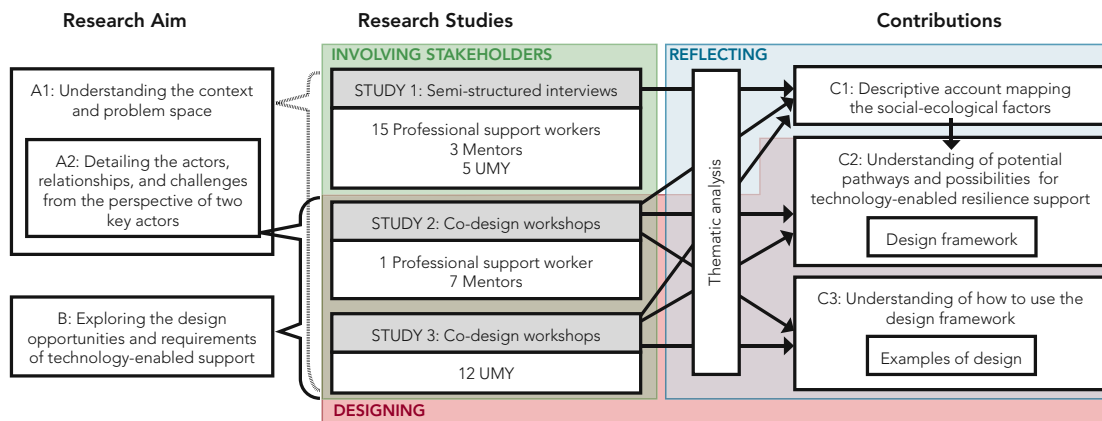 Research Aim
Research Studies
Contributions
A1: Understanding the context
and problem space
A2: Detailing the actors,
relationships, and challenges
from the perspective of two
key actors
B: Exploring the design
opportunities and requirements
of technology-enabled support
INVOLVING STAKEHOLDERS
STUDY 1: Semi-structured interviews
15 Professional support workers
3 Mentors
5 UMY
STUDY 2: Co-design workshops
1 Professional support worker
7 Mentors
STUDY 3: Co-design workshops
12 UMY
DESIGNING
REFLECTING
Thematic analysis
C1: Descriptive account mapping
the social-ecological factors
C2: Understanding of potential
pathways and possibilities for
technology-enabled resilience support
Design framework
C3: Understanding of how to use the
design framework
Examples of design